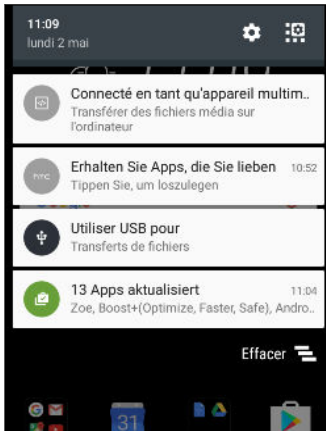 11:09
lundi 2 mai
Connecté en tant qu'appareil multim..
Transférer des fichiers média sur
l'ordinateur
Erhalten Sie Apps, die Sie lieben 10:52
Tippen Sie, um loszulegen
hTC
Utiliser USB pour
Transferts de fichiers
13 Apps aktualisiert 11:04
Zoe, Boost+(Optimize, Faster, Safe), Andro..
Effacer
31